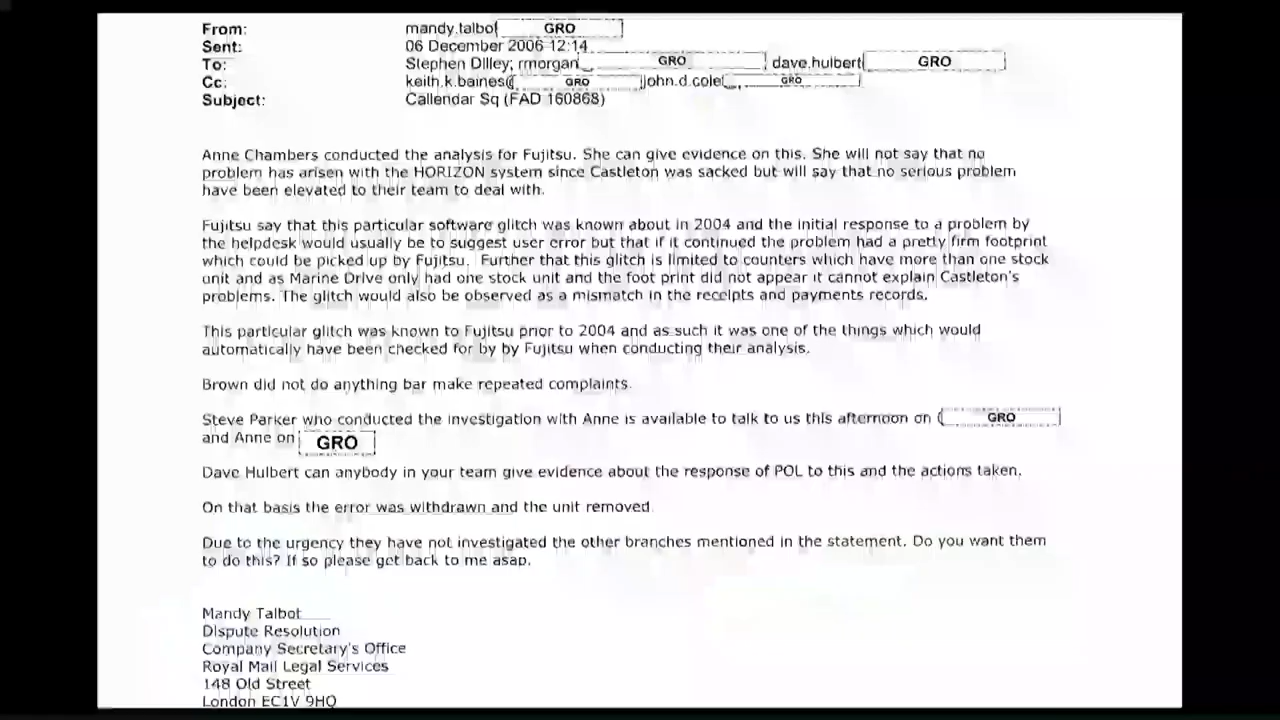 From: mandy.talbot GRO
Sent: 06 December 2006 12:14
To: Stephen Dilley; rmorgan GRO dave.hulbert GRO
Cc: keith.k.baines@ GRO john.d.cole GRO
Subject: Callendar Sq (FAD 160868)
Anne Chambers conducted the analysis for Fujitsu. She can give evidence on this. She will not say that no
problem has arisen with the HORIZON system since Castleton was sacked but will say that no serious problem
have been elevated to their team to deal with.
Fujitsu say that this particular software glitch was known about in 2004 and the initial response to a problem by
the helpdesk would usually be to suggest user error but that if it continued the problem had a pretty firm footprint
which could be picked up by Fujitsu. Further that this glitch is limited to counters which have more than one stock
unit and as Marine Drive only had one stock unit and the foot print did not appear it cannot explain Castleton's
problems. The glitch would also be observed as a mismatch in the receipts and payments records.
This particular glitch was known to Fujitsu prior to 2004 and as such it was one of the things which would
automatically have been checked for by by Fujitsu when conducting their analysis.
Brown did not do anything bar make repeated complaints.
Steve Parker who conducted the investigation with Anne is available to talk to us this afternoon on ( GRO
and Anne on GRO
Dave Hulbert can anybody in your team give evidence about the response of POL to this and the actions taken.
On that basis the error was withdrawn and the unit removed
Due to the urgency they have not investigated the other branches mentioned in the statement. Do you want them
to do this? If so please get back to me asap.
Mandy Talbot
Dispute Resolution
Company Secretary's Office
Royal Mail Legal Services
148 Old Street
London EC1V 9HQ